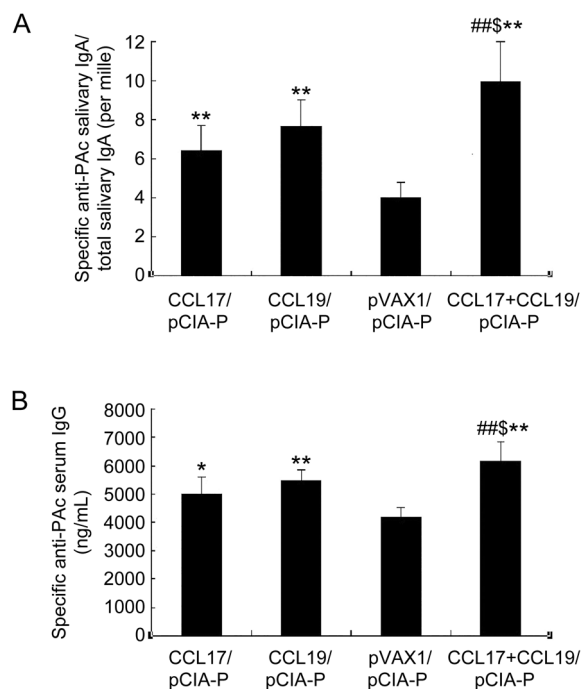 A
Specific anti-PAc salivary IgA/
total salivary IgA (per mille)
12
10
8
6
4
2
0
**
**
##$**
CCL17/
pCIA-P
CCL19/
pCIA-P
pVAX1/
pCIA-P
CCL17+CCL19/
pCIA-P
B
Specific anti-PAc serum IgG
(ng/mL)
8000
7000
6000
5000
4000
3000
2000
1000
0
*
**
##$**
CCL17/
pCIA-P
CCL19/
pCIA-P
pVAX1/
pCIA-P
CCL17+CCL19/
pCIA-P